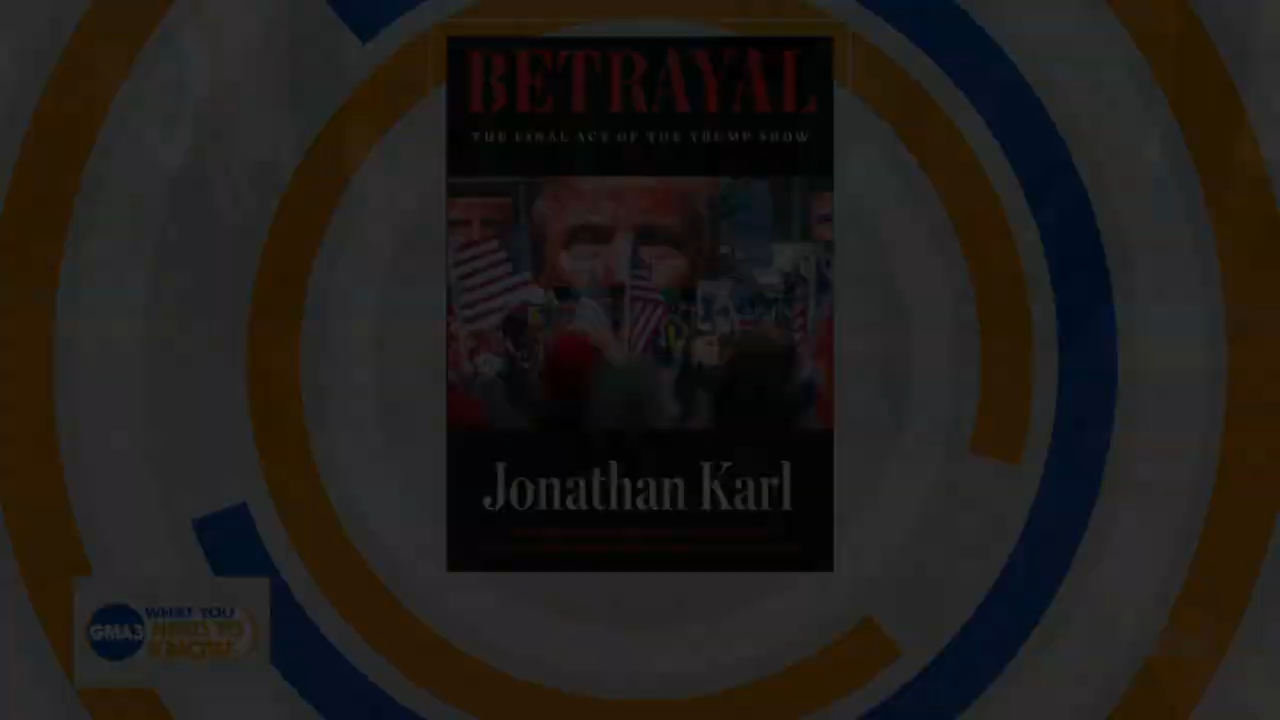 BETRAYAL
THE FINAL ACT OF THE TRUMP SHOW
Jonathan Karl
GMA3
WHAT YOU
NEED TO
KNOW